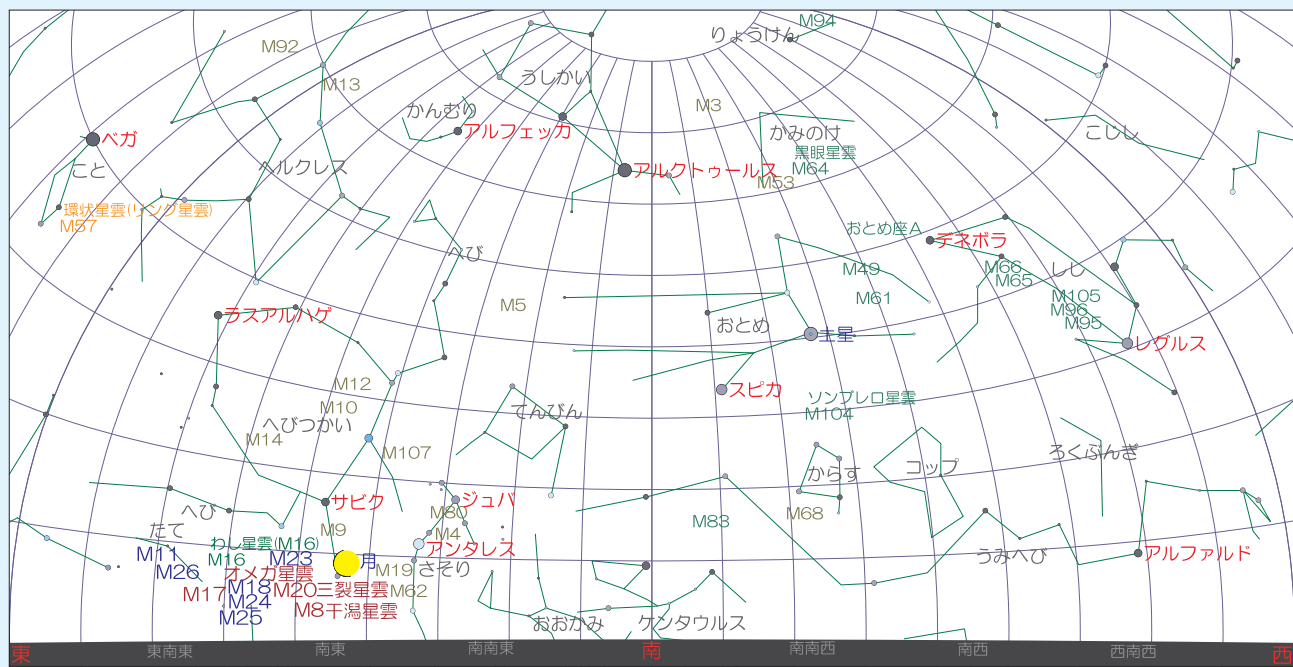 M94
りょうけん
M92
うしかい
M13
M3
かんむり
アルフェッカ
かみのけ
こじし
ベガ
黒眼星雲
M64
こと
ヘルクレス
アルクトゥールス
M53
環状星雲(リング星雲)
M57
おとめ座A
デネボラ
へび
M49
M66
しし
M65
M61
M105
M96
M95
M5
ラスアルハゲ
おとめ
土星
レグルス
M12
スピカ
ソンブレロ星雲
M104
M10
てんびん
へびつかい
M14
M107
ろくぶんぎ
からす
コップ
サビク
ジュバ
へび
M80
M83
M68
たて
M9
M4
わし星雲(M16)
アンタレス
M11
M16
M23
月
うみへび
アルファルド
M26
オメガ星雲
M19
さそり
M17
M18
M20三裂星雲
M62
M24
M8干潟星雲
M25
おおかみ
ケンタウルス
東
東南東
南東
南南東
南
南南西
南西
西南西
西